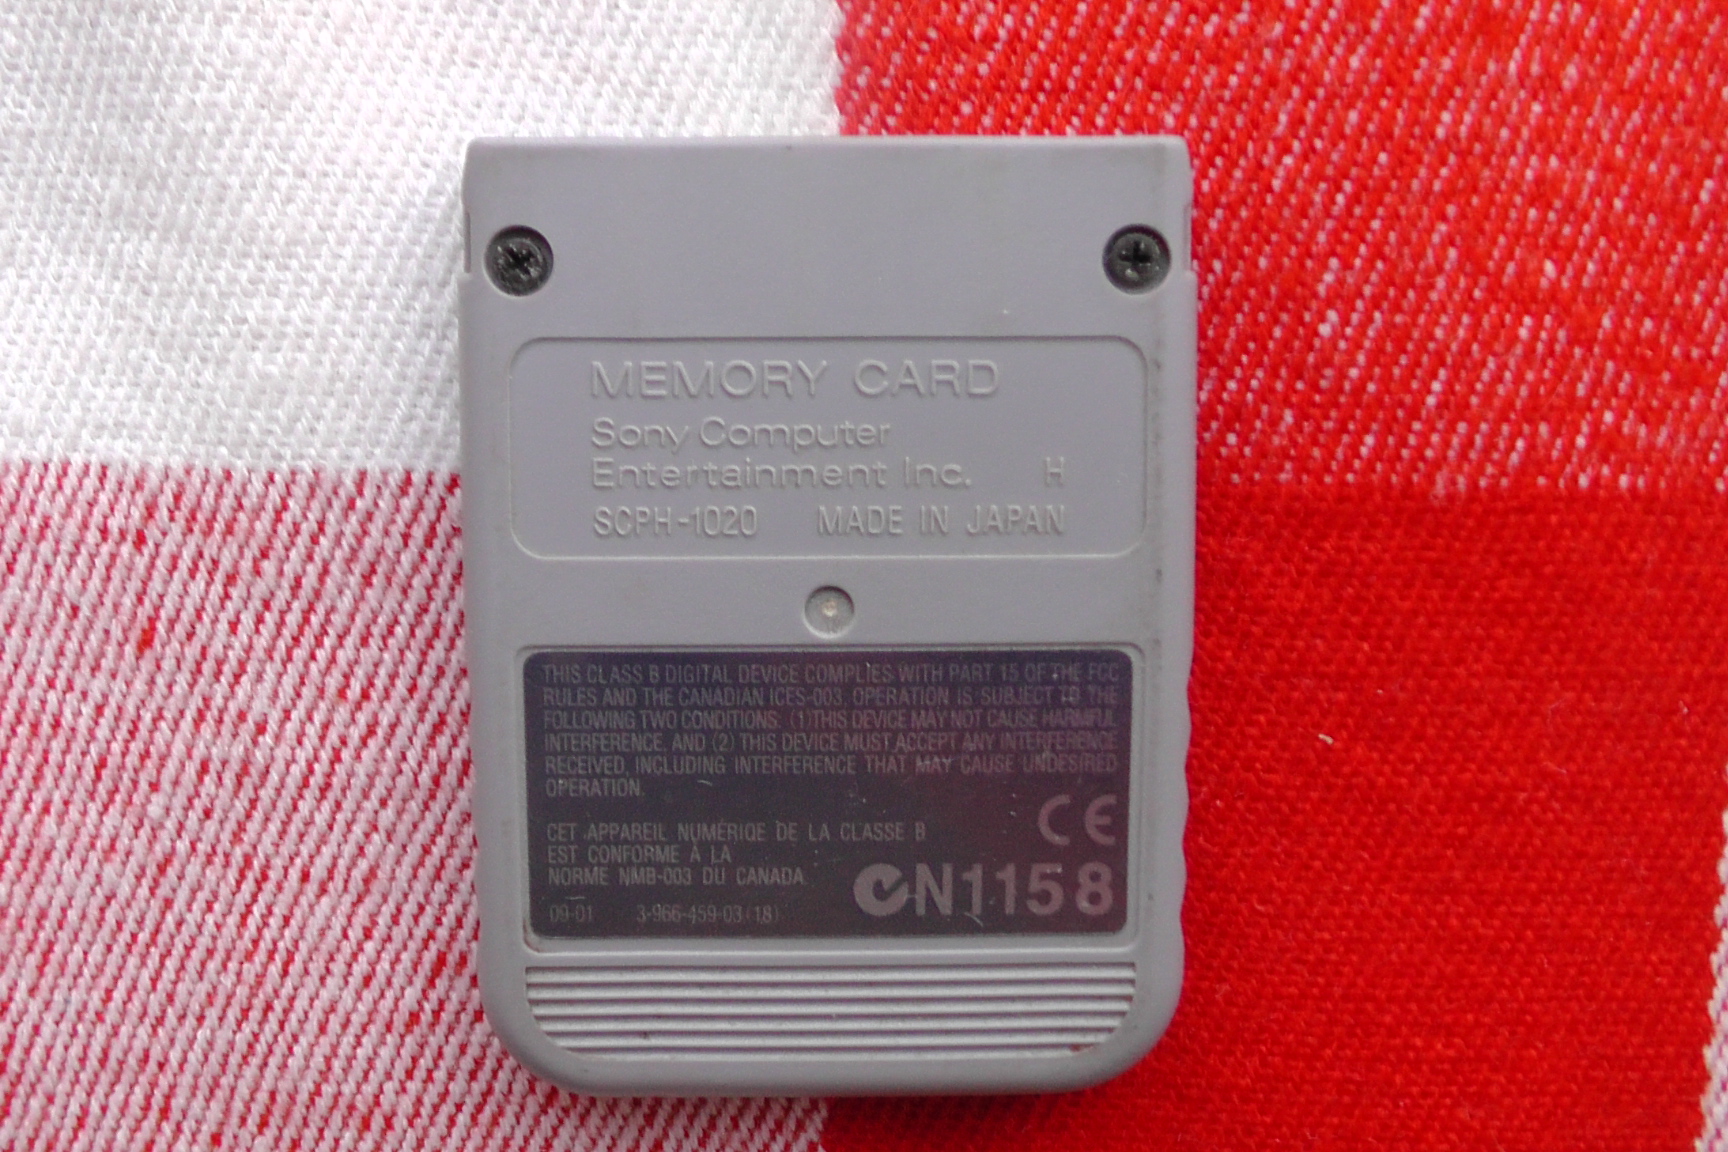 MEMORY CARD
Sony Computer
Entertainment Inc. H
SCPH-1020 MADE IN JAPAN
THIS CLASS B DIGITAL DEVICE COMPLIES WITH PART 15 OF THE FCC
RULES AND THE CANADIAN ICES-003. OPERATION IS SUBJECT TO THE
FOLLOWING TWO CONDITIONS: (1) THIS DEVICE MAY NOT CAUSE HARMFUL
INTERFERENCE, AND (2) THIS DEVICE MUST ACCEPT ANY INTERFERENCE
RECEIVED, INCLUDING INTERFERENCE THAT MAY CAUSE UNDESIRED
OPERATION.
CET APPAREIL NUMÉRIQE DE LA CLASSE B
EST CONFORME À LA
NORME NMB-003 DU CANADA.
CE
N1158
09-01 3-966-459-03 (18)